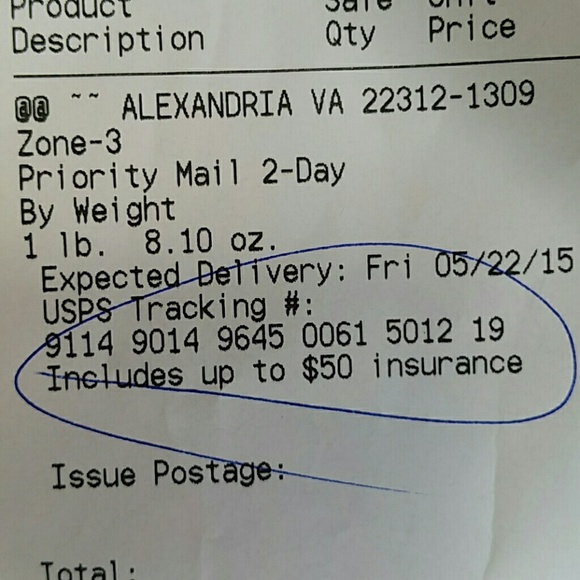 Product Sale Unit
Description Qty Price
@@ ~~ ALEXANDRIA VA 22312-1309
Zone-3
Priority Mail 2-Day
By Weight
1 lb. 8.10 oz.
Expected Delivery: Fri 05/22/15
USPS Tracking #:
9114 9014 9645 0061 5012 19
Includes up to $50 insurance
Issue Postage:
Total: